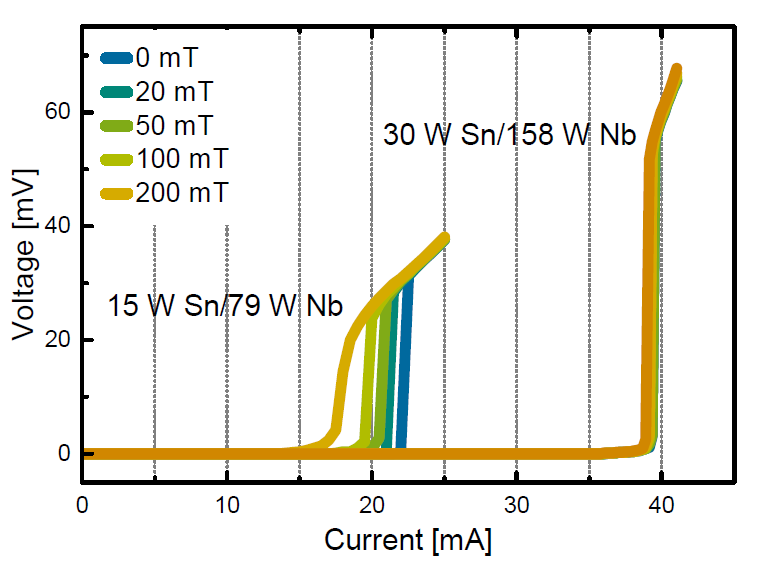 0 mT
20 mT
50 mT
100 mT
200 mT
30 W Sn/158 W Nb
15 W Sn/79 W Nb
Voltage [mV]
60
40
20
0
0 10 20 30 40
Current [mA]